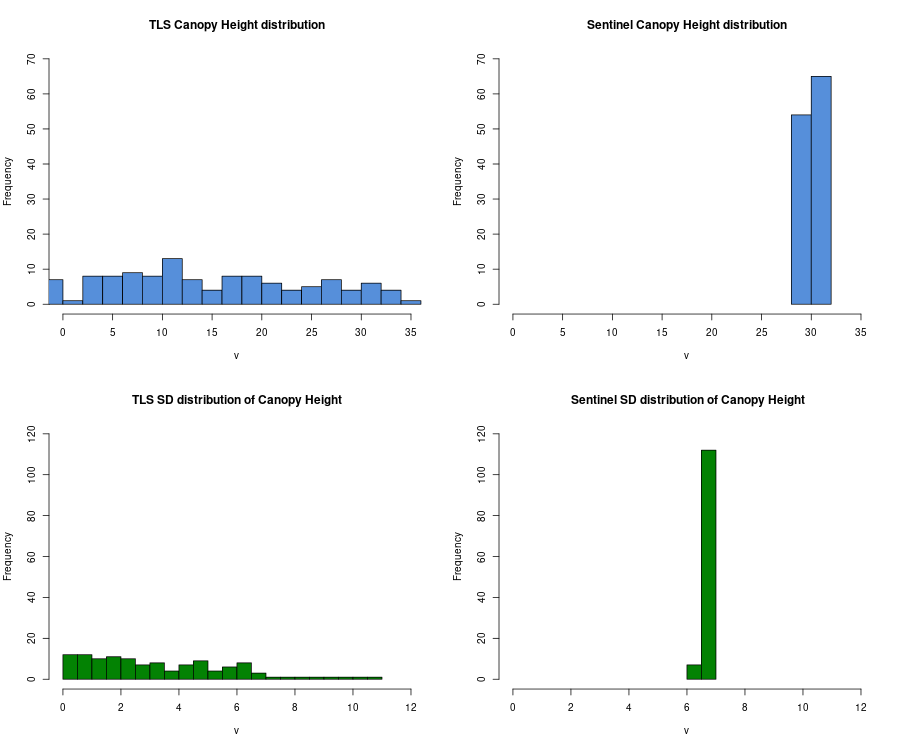 TLS Canopy Height distribution
Frequency
0 10 20 30 40 50 60 70
0 5 10 15 20 25 30 35
v
Sentinel Canopy Height distribution
Frequency
0 10 20 30 40 50 60 70
0 5 10 15 20 25 30 35
v
TLS SD distribution of Canopy Height
Frequency
0 20 40 60 80 100 120
0 2 4 6 8 10 12
v
Sentinel SD distribution of Canopy Height
Frequency
0 20 40 60 80 100 120
0 2 4 6 8 10 12
v